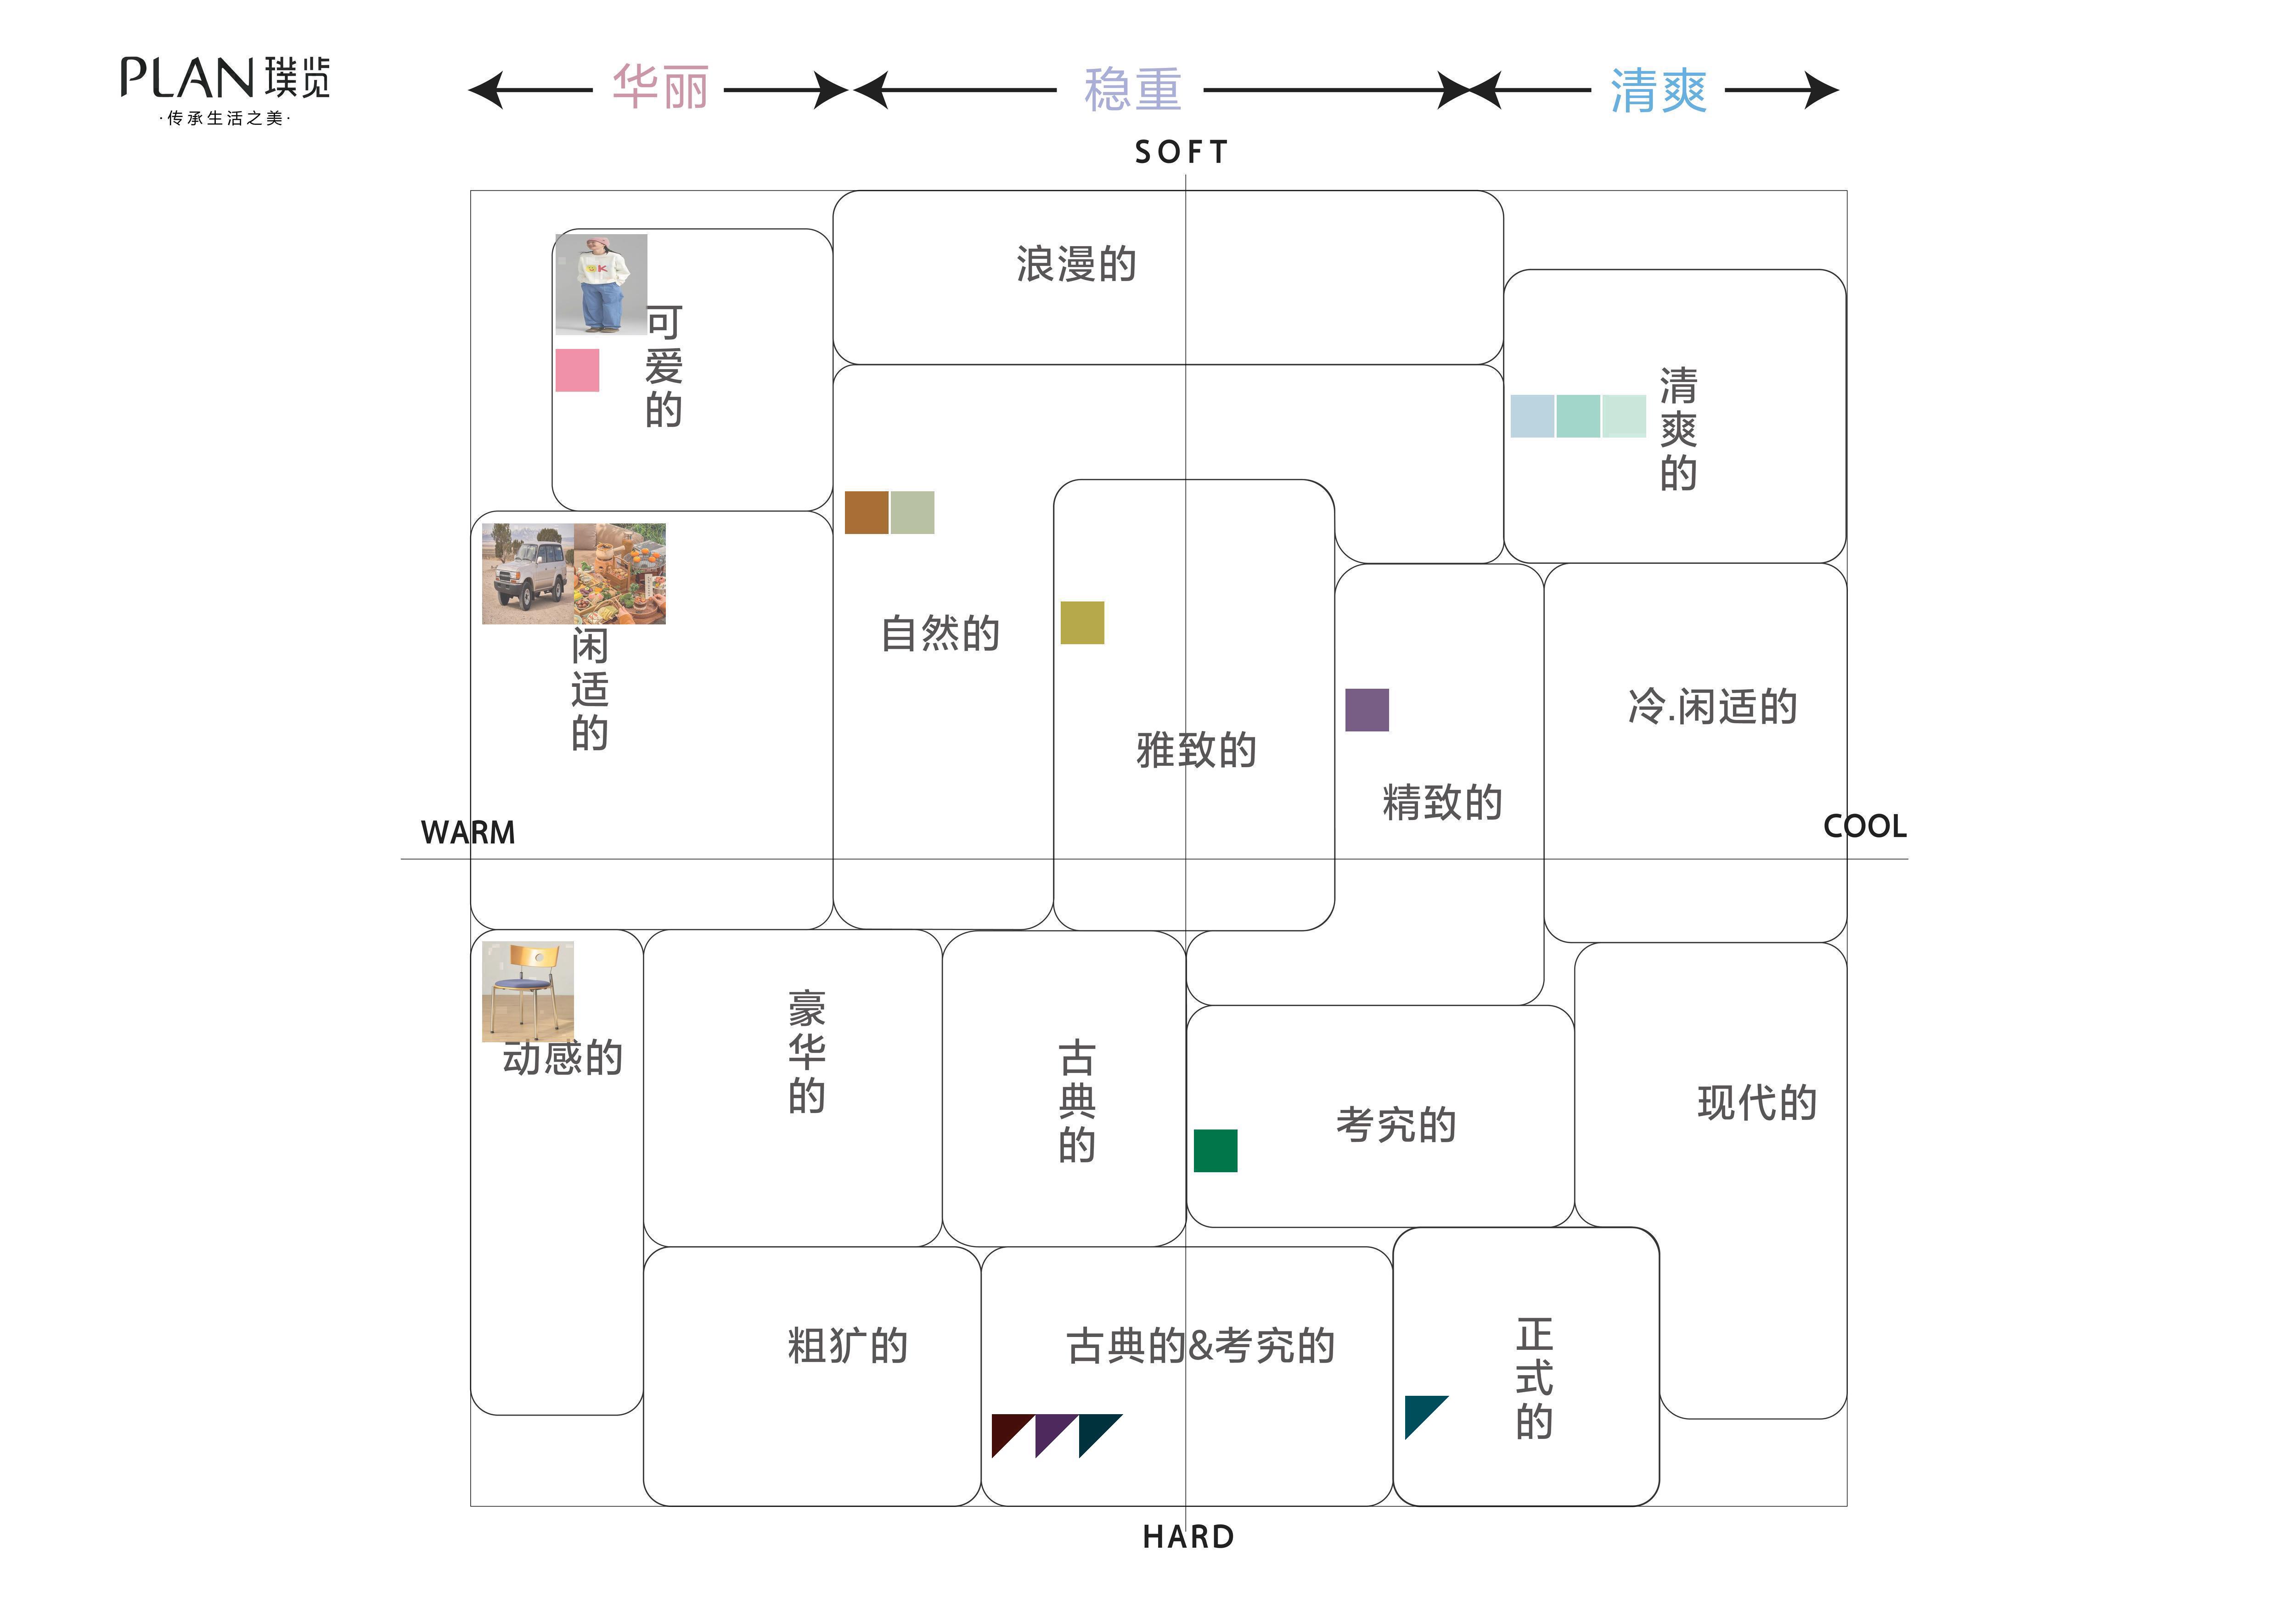 PLAN 璞览
·传承生活之美·
华丽
稳重
清爽
SOFT
浪漫的
可爱的
清爽的
闲适的
自然的
冷.闲适的
雅致的
精致的
WARM
COOL
动感的
豪华的
古典的
考究的
现代的
粗犷的
古典的&考究的
正式的
HARD